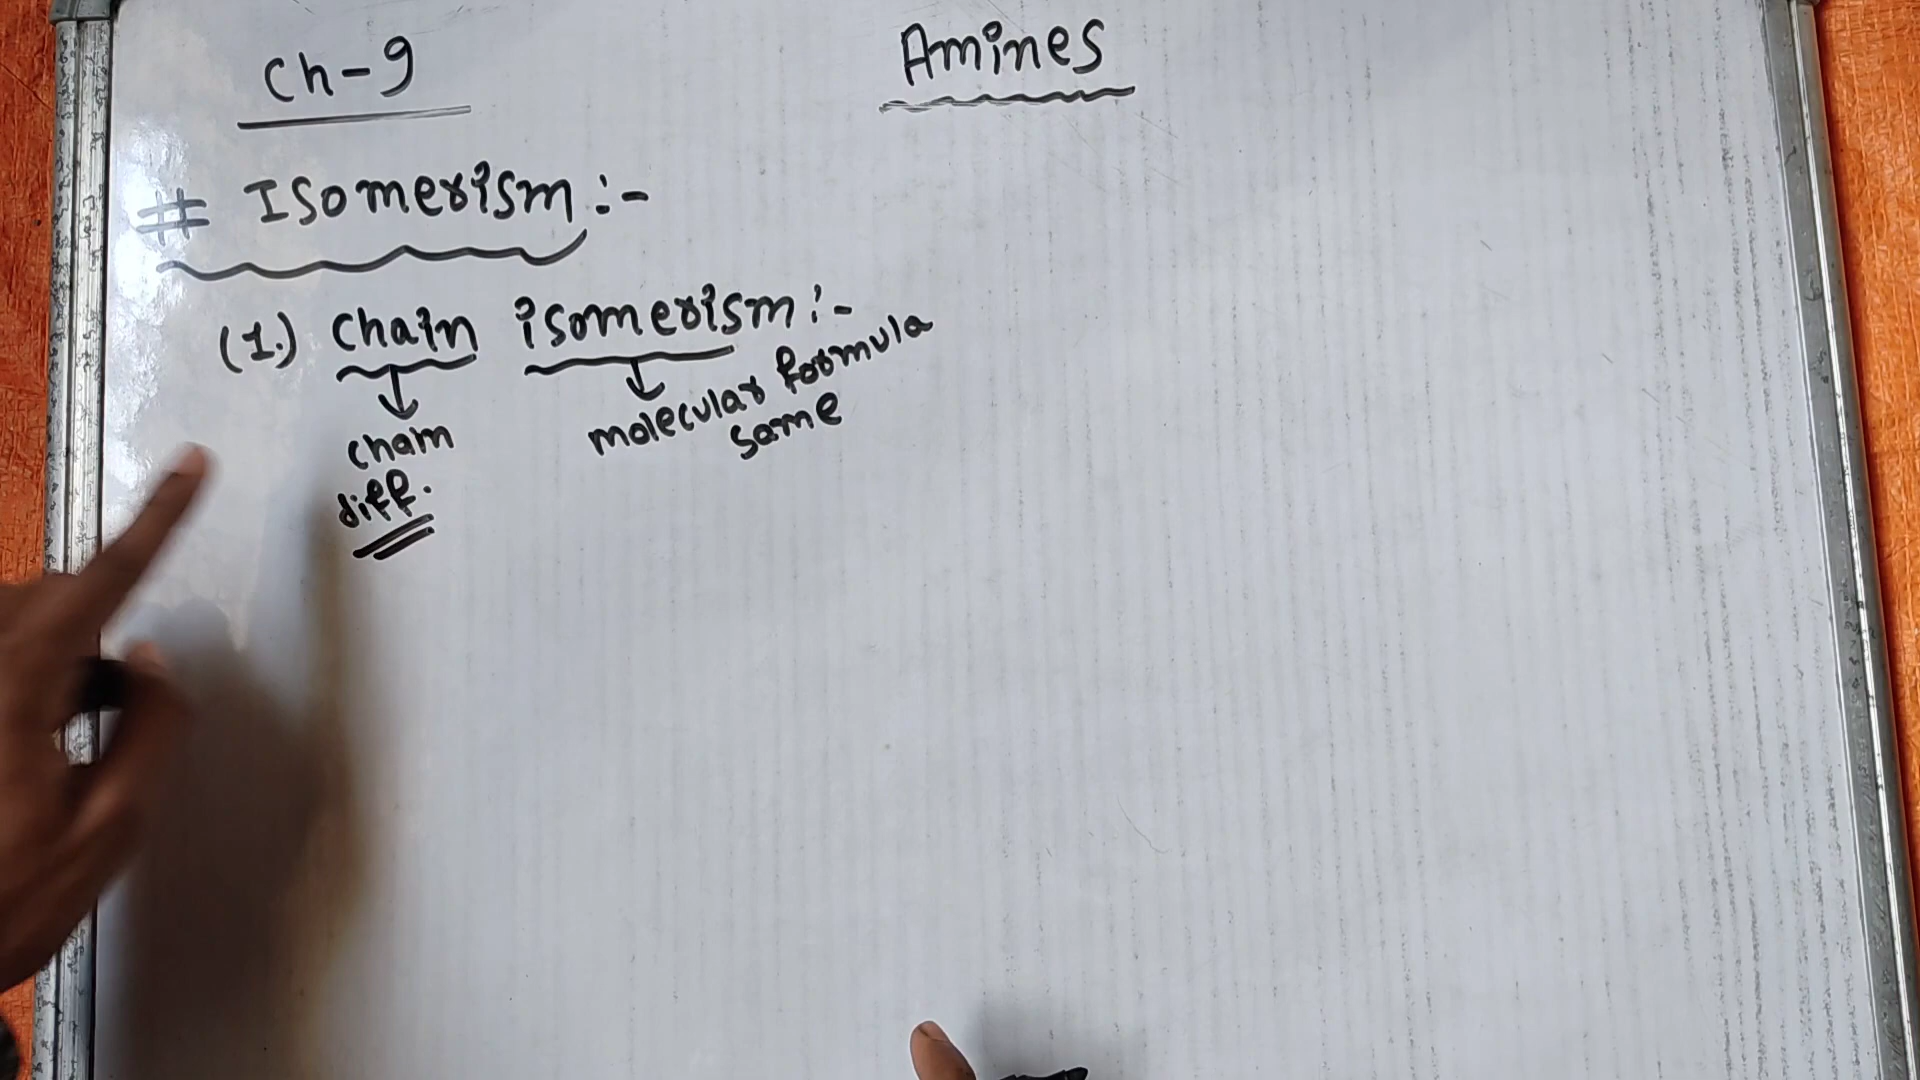 Ch-9
Amines
# Isomerism:-
(1.) Chain isomerism:-
chain
diff.
molecular formula
same